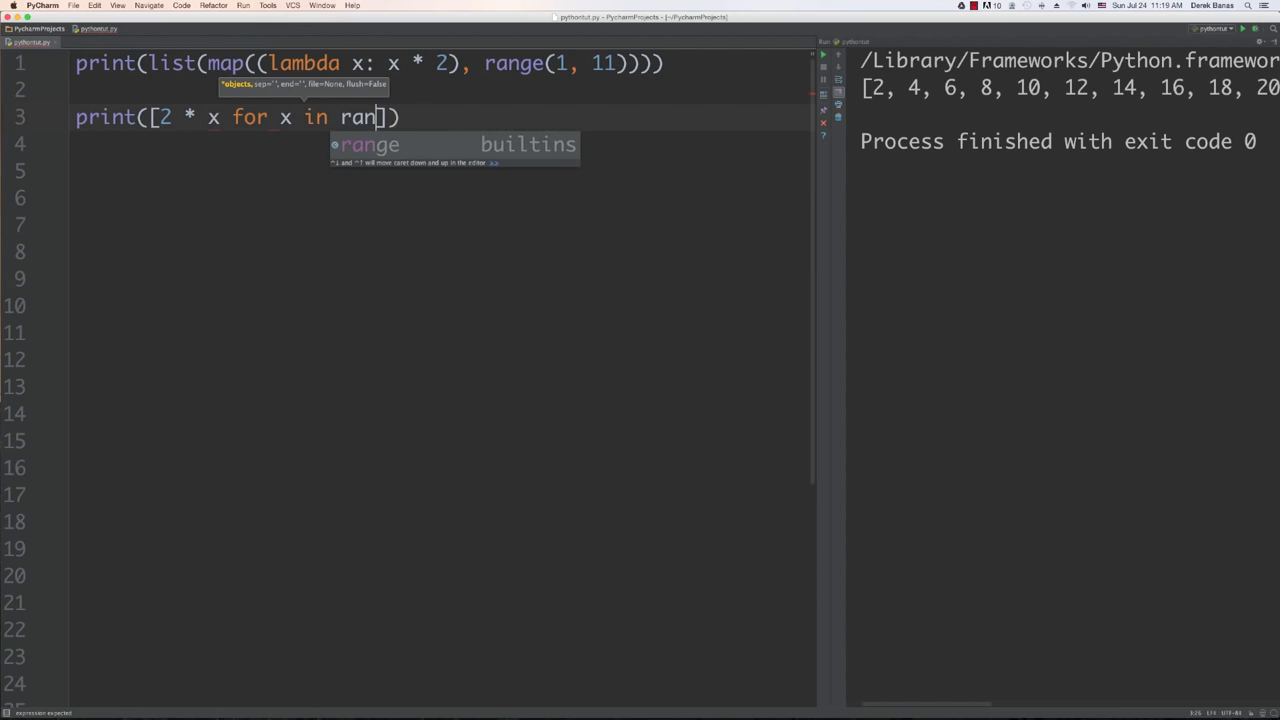 PyCharm File Edit View Navigate Code Refactor Run Tools VCS Window Help 10 Sun Jul 24 11:19 AM Derek Banas
pythontut.py - PycharmProjects - [~/PycharmProjects]
PycharmProjects pythontut.py pythontut
pythontut.py Run: pythontut
1 print(list(map((lambda x: x * 2), range(1, 11))))
*objects, sep=' ', end='', file=None, flush=False
2
3 print([2 * x for x in ran])
range builtins
^↓ and ^↑ will move caret down and up in the editor >>
4
5
6
7
8
9
10
11
12
13
14
15
16
17
18
19
20
21
22
23
24
25
/Library/Frameworks/Python.framewor
[2, 4, 6, 8, 10, 12, 14, 16, 18, 20
Process finished with exit code 0
expression expected 3:26 LF≑ UTF-8≑